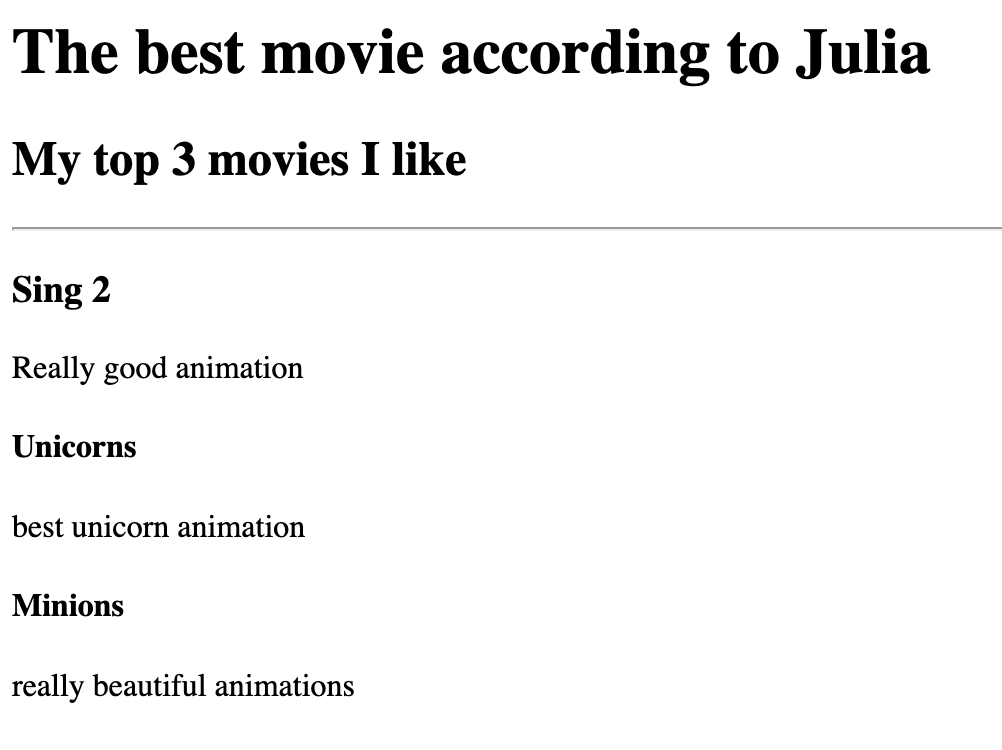 The best movie according to Julia
My top 3 movies I like
Sing 2
Really good animation
Unicorns
best unicorn animation
Minions
really beautiful animations